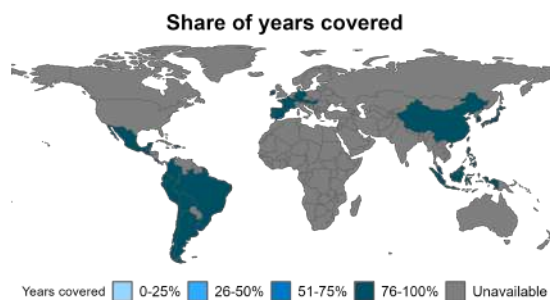 Share of years covered
Years covered 0-25% 26-50% 51-75% 76-100% Unavailable